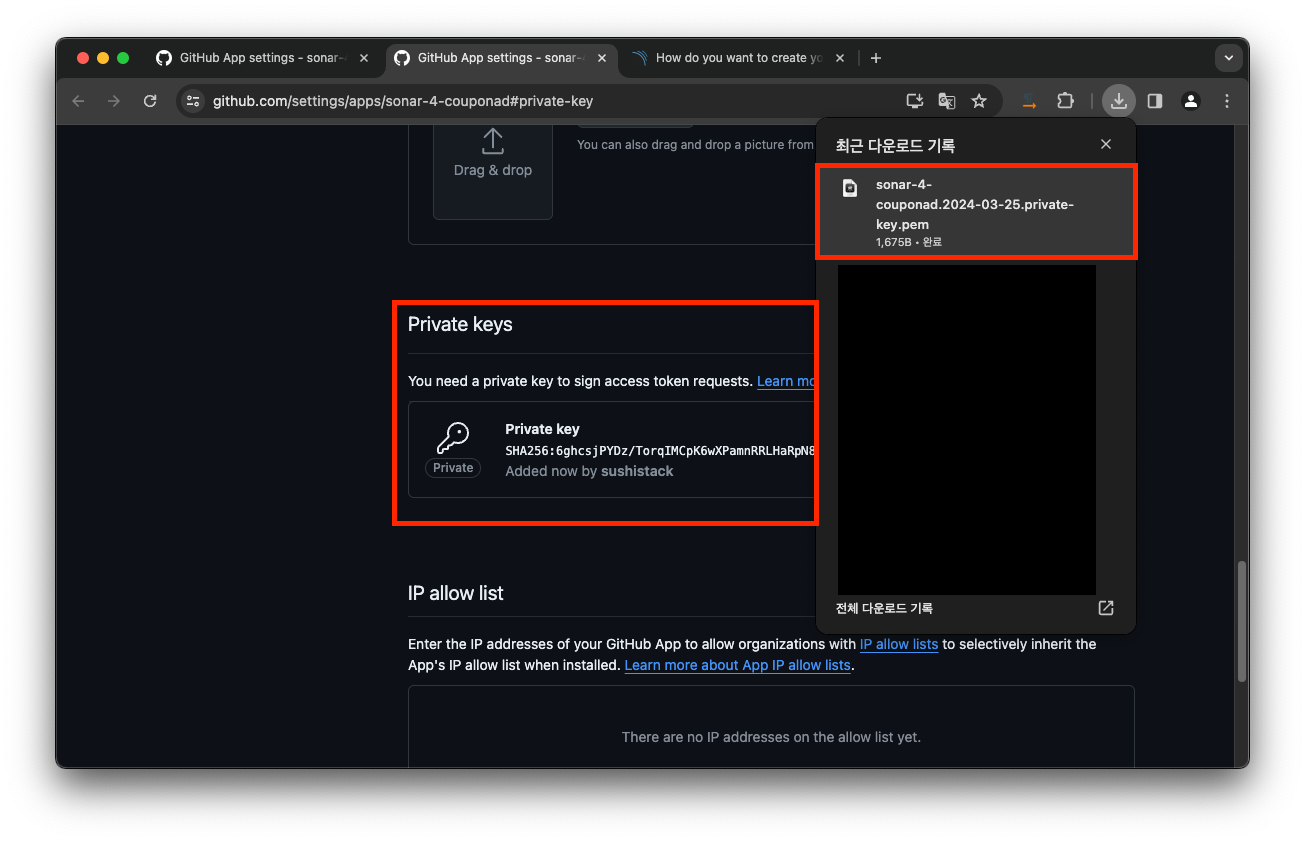 GitHub App settings - sonar-
GitHub App settings - sonar-
How do you want to create yo
github.com/settings/apps/sonar-4-couponad#private-key
Drag & drop
You can also drag and drop a picture from
최근 다운로드 기록
sonar-4-
couponad.2024-03-25.private-
key.pem
1,675B • 완료
Private keys
You need a private key to sign access token requests. Learn mo
Private key
SHA256:6ghcsjPYDz/TorqIMCpK6wXPamnRRLHaRpN8
Private
Added now by sushistack
전체 다운로드 기록
IP allow list
Enter the IP addresses of your GitHub App to allow organizations with IP allow lists to selectively inherit the
App's IP allow list when installed. Learn more about App IP allow lists.
There are no IP addresses on the allow list yet.